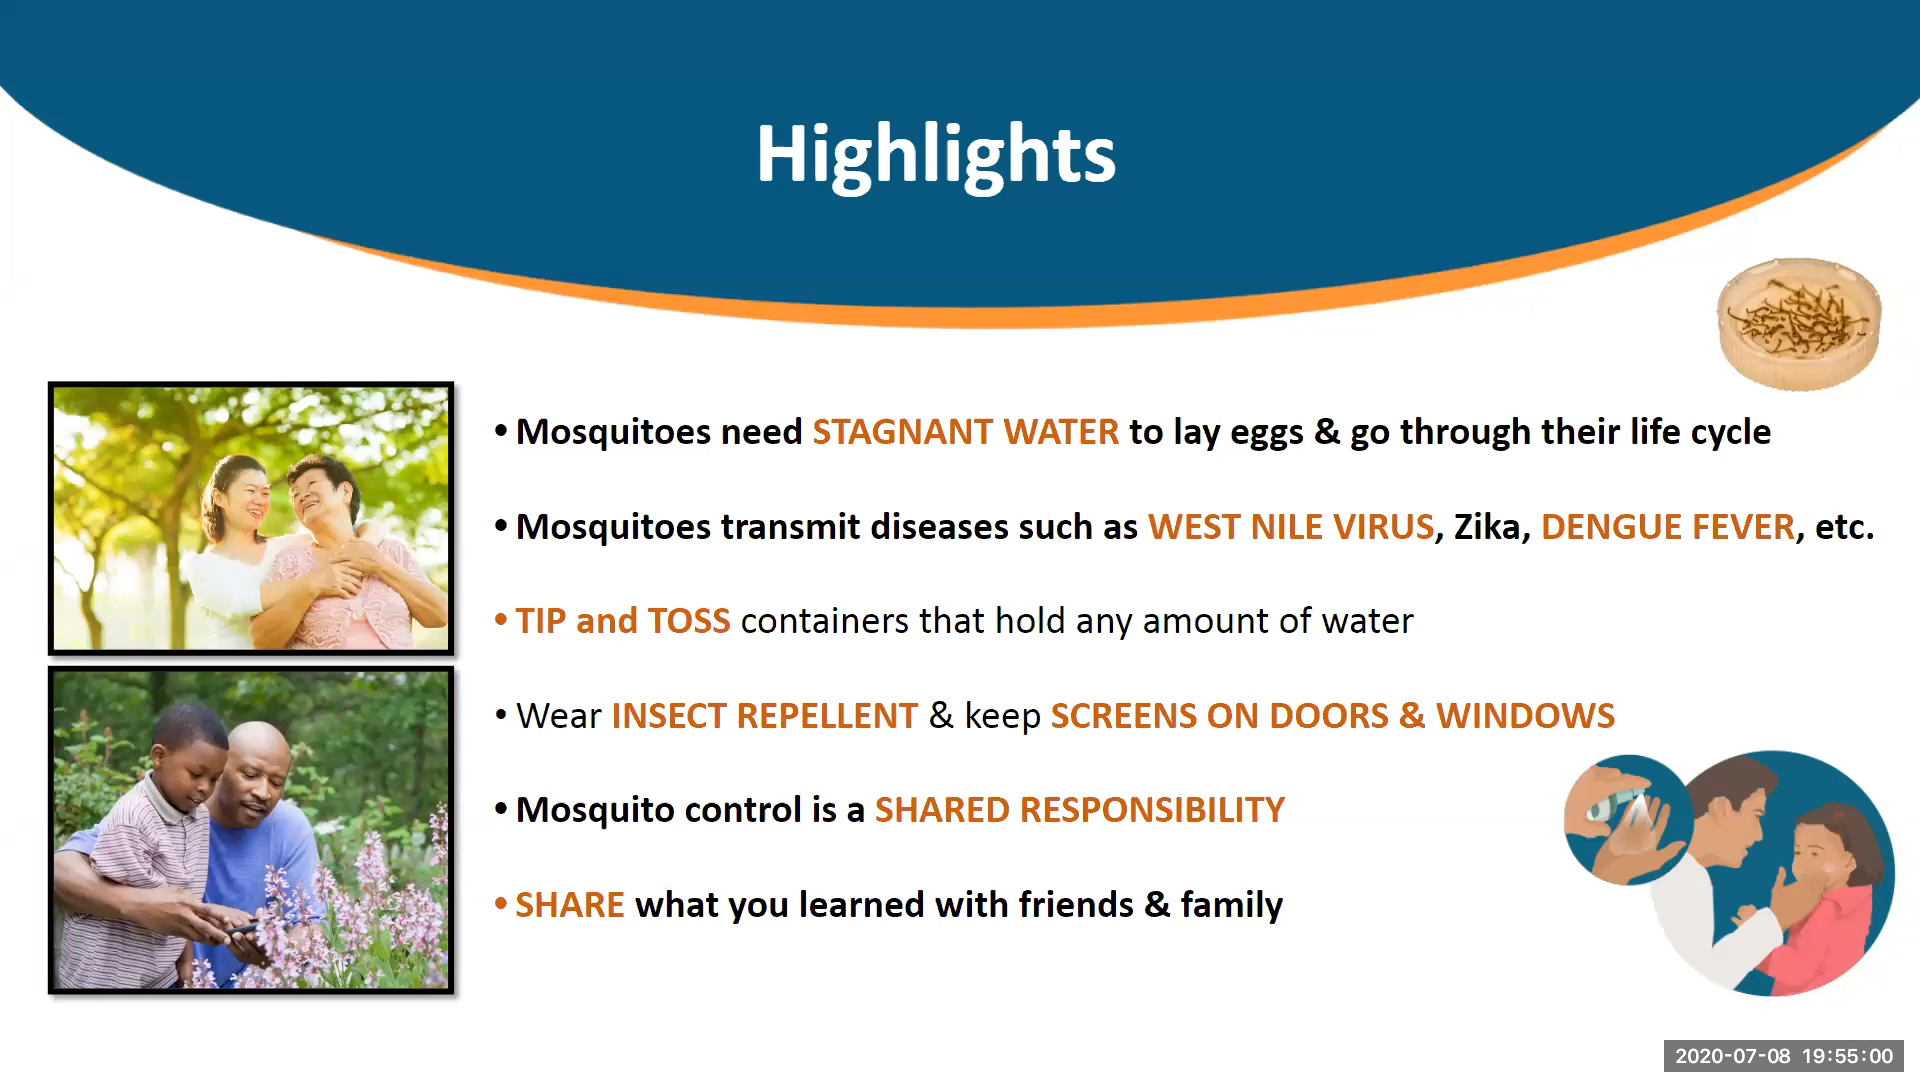 Highlights
• Mosquitoes need STAGNANT WATER to lay eggs & go through their life cycle
• Mosquitoes transmit diseases such as WEST NILE VIRUS, Zika, DENGUE FEVER, etc.
• TIP and TOSS containers that hold any amount of water
• Wear INSECT REPELLENT & keep SCREENS ON DOORS & WINDOWS
• Mosquito control is a SHARED RESPONSIBILITY
• SHARE what you learned with friends & family
2020-07-08 19:55:00